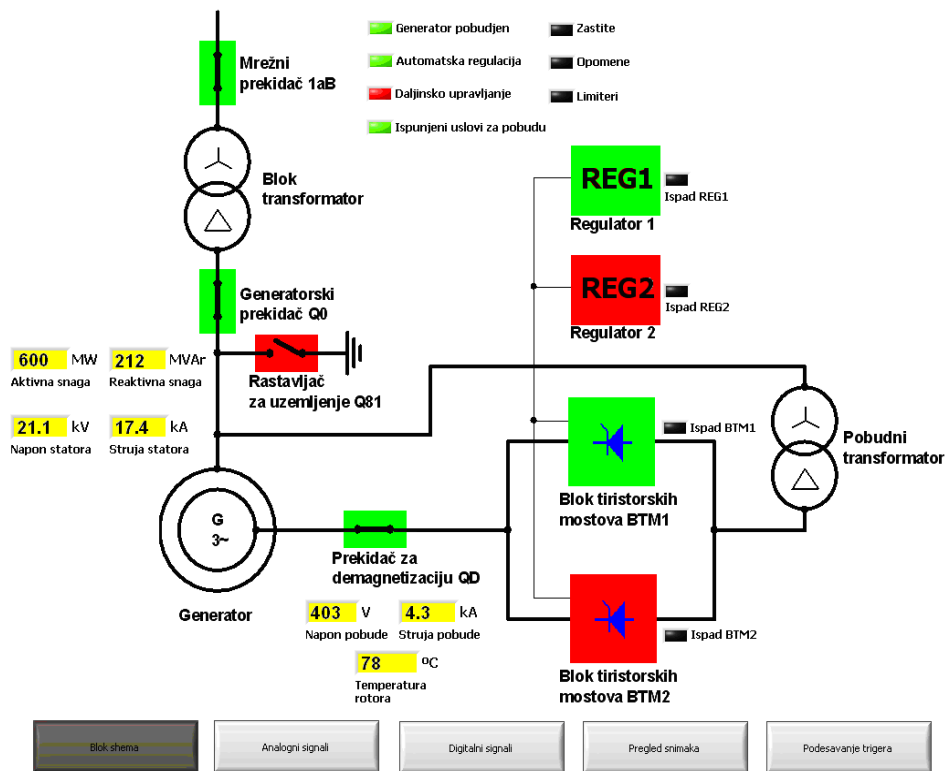 Generator pobudjen
Zastite
Automatska regulacija
Opomene
Daljinsko upravljanje
Limiteri
Ispunjeni uslovi za pobudu
Mrežni
prekidač 1aB
Blok
transformator
REG1
Ispad REG1
Regulator 1
REG2
Ispad REG2
Regulator 2
Generatorski
prekidač Q0
600 MW
212 MVAr
Aktivna snaga
Reaktivna snaga
Rastavljač
za uzemljenje Q81
21.1 kV
17.4 kA
Napon statora
Struja statora
Ispad BTM1
Pobudni
transformator
Blok tiristorskih
mostova BTM1
G
3~
Generator
Prekidač za
demagnetizaciju QD
403 V
4.3 kA
Napon pobude
Struja pobude
78 ºC
Temperatura
rotora
Ispad BTM2
Blok tiristorskih
mostova BTM2
Blok shema
Analogni signali
Digitalni signali
Pregled snimaka
Podesavanje trigera